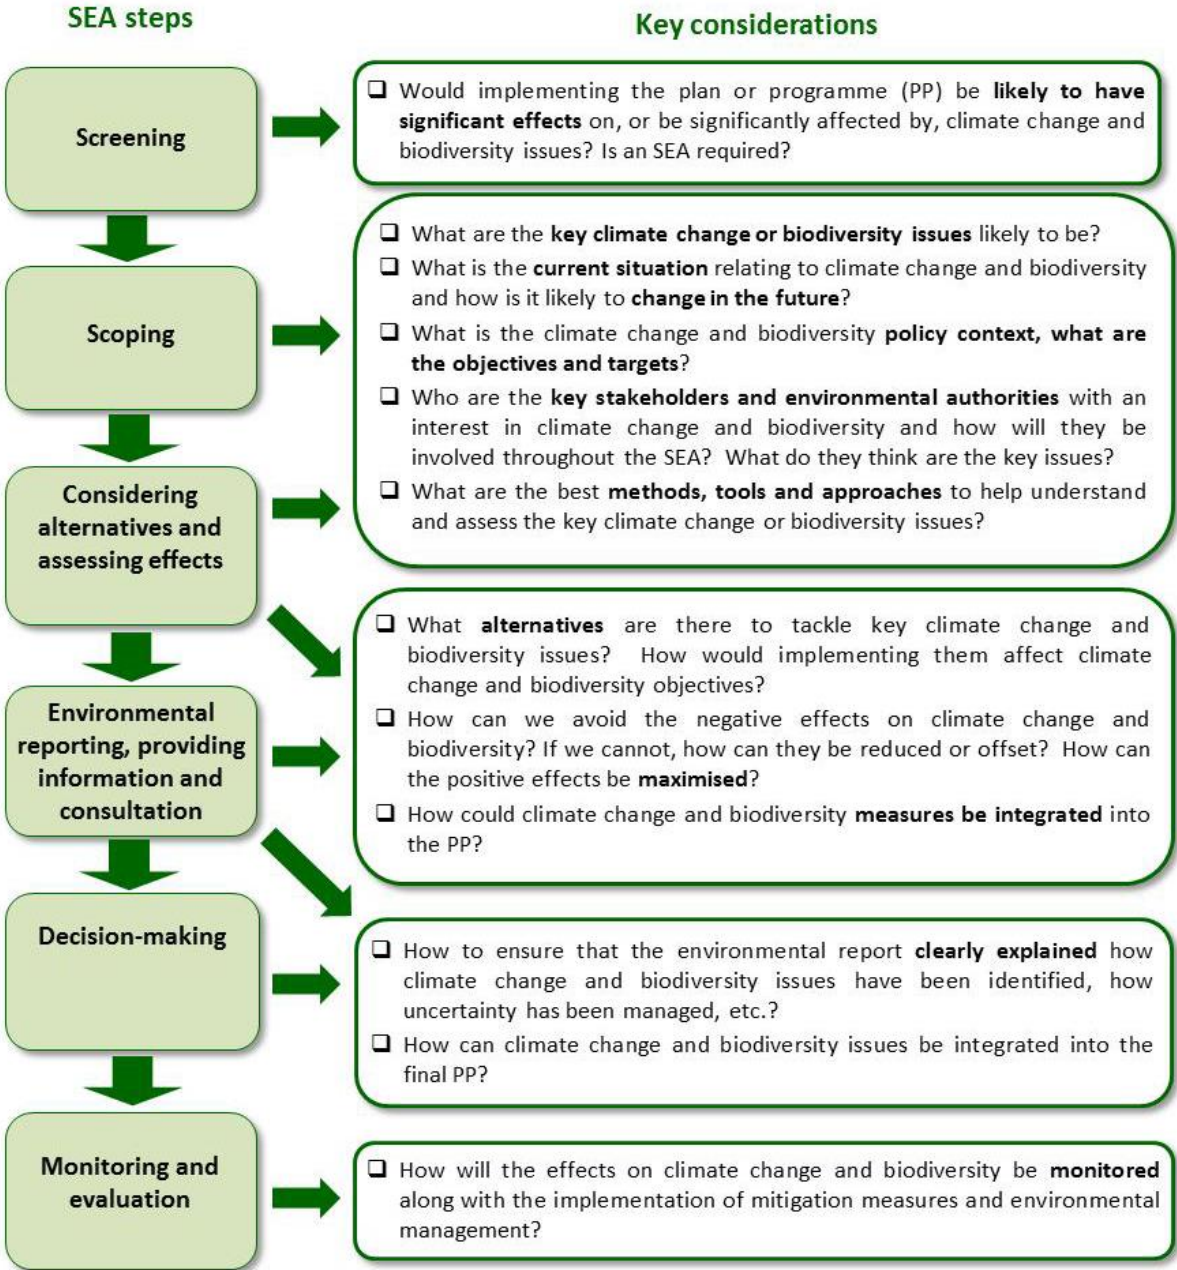 SEA steps
Key considerations
Screening
❑ Would implementing the plan or programme (PP) be likely to have
significant effects on, or be significantly affected by, climate change and
biodiversity issues? Is an SEA required?
Scoping
❑ What are the key climate change or biodiversity issues likely to be?
❑ What is the current situation relating to climate change and biodiversity
and how is it likely to change in the future?
❑ What is the climate change and biodiversity policy context, what are
the objectives and targets?
❑ Who are the key stakeholders and environmental authorities with an
interest in climate change and biodiversity and how will they be
involved throughout the SEA? What do they think are the key issues?
❑ What are the best methods, tools and approaches to help understand
and assess the key climate change or biodiversity issues?
Considering
alternatives and
assessing effects
❑ What alternatives are there to tackle key climate change and
biodiversity issues? How would implementing them affect climate
change and biodiversity objectives?
❑ How can we avoid the negative effects on climate change and
biodiversity? If we cannot, how can they be reduced or offset? How can
the positive effects be maximised?
❑ How could climate change and biodiversity measures be integrated into
the PP?
Environmental
reporting, providing
information and
consultation
Decision-making
❑ How to ensure that the environmental report clearly explained how
climate change and biodiversity issues have been identified, how
uncertainty has been managed, etc.?
❑ How can climate change and biodiversity issues be integrated into the
final PP?
Monitoring and
evaluation
❑ How will the effects on climate change and biodiversity be monitored
along with the implementation of mitigation measures and environmental
management?